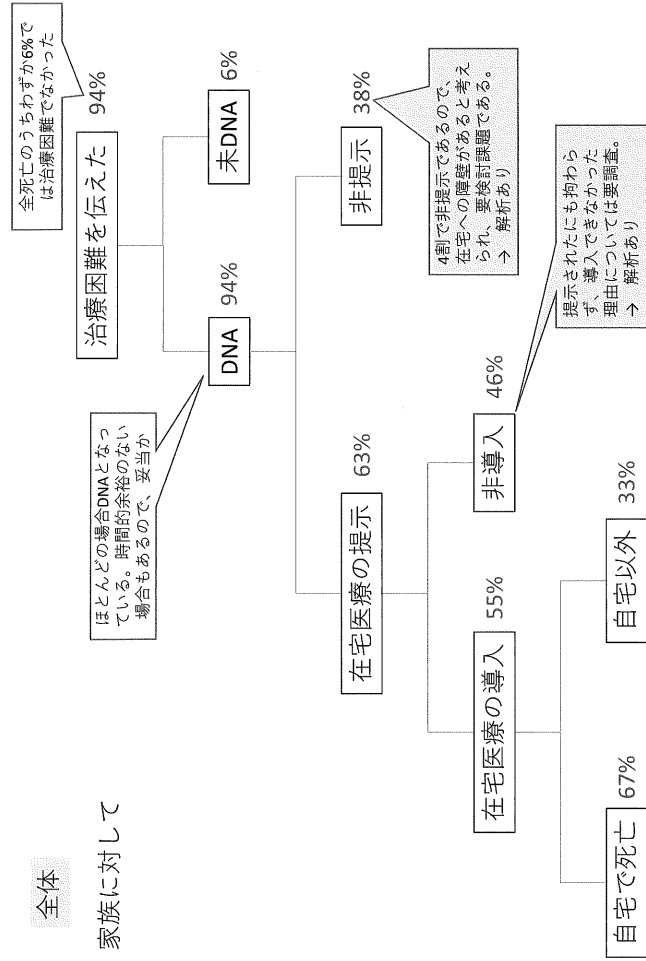 全体
家族に対して
全死亡のうちわずか6%で
は治療困難でなかった
治療困難を伝えた
94%
ほとんどの場合DNAとなっ
ている。時間的余裕のない
場合もあるので、妥当か
DNA
94%
未DNA
6%
在宅医療の提示
63%
非提示
38%
4割で非提示であるので、
在宅への障壁があると考え
られ、要検討課題である。
→ 解析あり
在宅医療の導入
55%
非導入
46%
提示されたにも拘わら
ず、導入できなかった
理由については要調査。
→ 解析あり
自宅で死亡
67%
自宅以外
33%